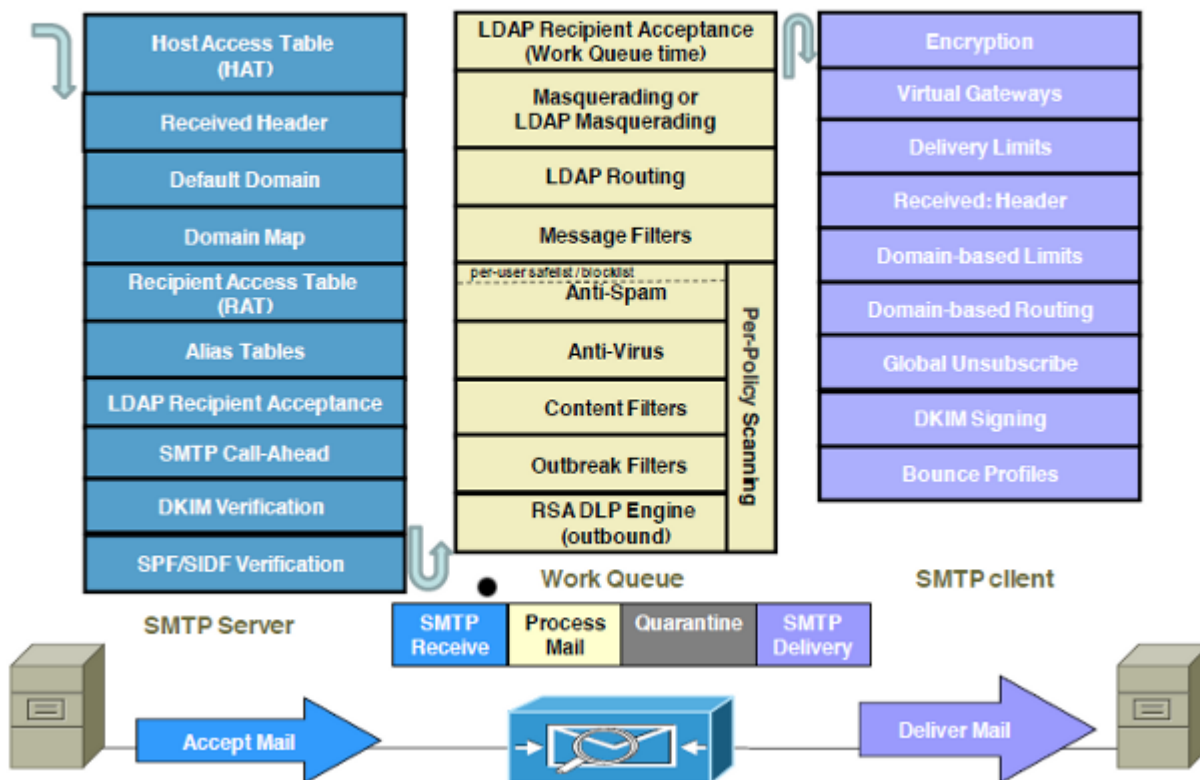 Host Access Table
(HAT)
Received Header
Default Domain
Domain Map
Recipient Access Table
(RAT)
Alias Tables
LDAP Recipient Acceptance
SMTP Call-Ahead
DKIM Verification
SPF/SIDF Verification
SMTP Server
LDAP Recipient Acceptance
(Work Queue time)
Masquerading or
LDAP Masquerading
LDAP Routing
Message Filters
per-user safelist / blocklist
Anti-Spam
Anti-Virus
Content Filters
Outbreak Filters
RSA DLP Engine
(outbound)
Per-Policy Scanning
Work Queue
Encryption
Virtual Gateways
Delivery Limits
Received: Header
Domain-based Limits
Domain-based Routing
Global Unsubscribe
DKIM Signing
Bounce Profiles
SMTP client
SMTP
Receive
Process
Mail
Quarantine
SMTP
Delivery
Accept Mail
Deliver Mail